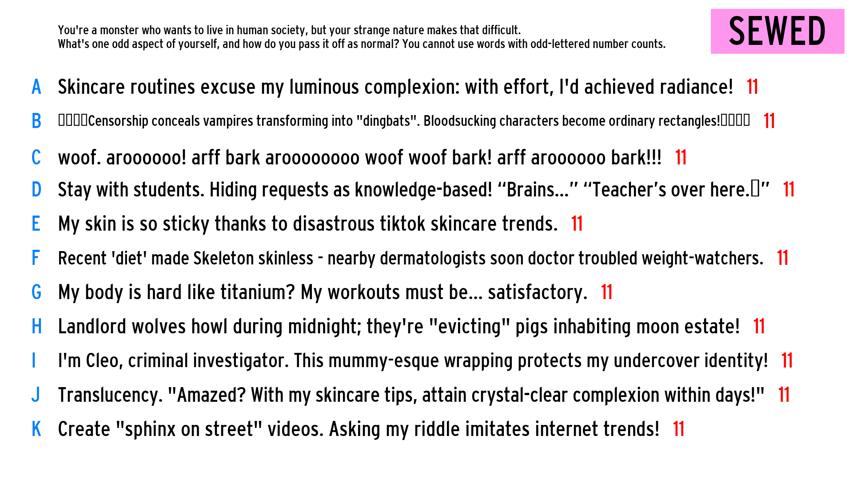 You're a monster who wants to live in human society, but your strange nature makes that difficult.
What's one odd aspect of yourself, and how do you pass it off as normal? You cannot use words with odd-lettered number counts.
SEWED
A Skincare routines excuse my luminous complexion: with effort, I'd achieved radiance! 11
B ▯▯▯▯Censorship conceals vampires transforming into "dingbats". Bloodsucking characters become ordinary rectangles!▯▯▯▯ 11
C woof. aroooooo! arff bark aroooooooo woof woof bark! arff aroooooo bark!!! 11
D Stay with students. Hiding requests as knowledge-based! “Brains...” “Teacher’s over here.▯” 11
E My skin is so sticky thanks to disastrous tiktok skincare trends. 11
F Recent 'diet' made Skeleton skinless - nearby dermatologists soon doctor troubled weight-watchers. 11
G My body is hard like titanium? My workouts must be... satisfactory. 11
H Landlord wolves howl during midnight; they're "evicting" pigs inhabiting moon estate! 11
I I'm Cleo, criminal investigator. This mummy-esque wrapping protects my undercover identity! 11
J Translucency. "Amazed? With my skincare tips, attain crystal-clear complexion within days!" 11
K Create "sphinx on street" videos. Asking my riddle imitates internet trends! 11